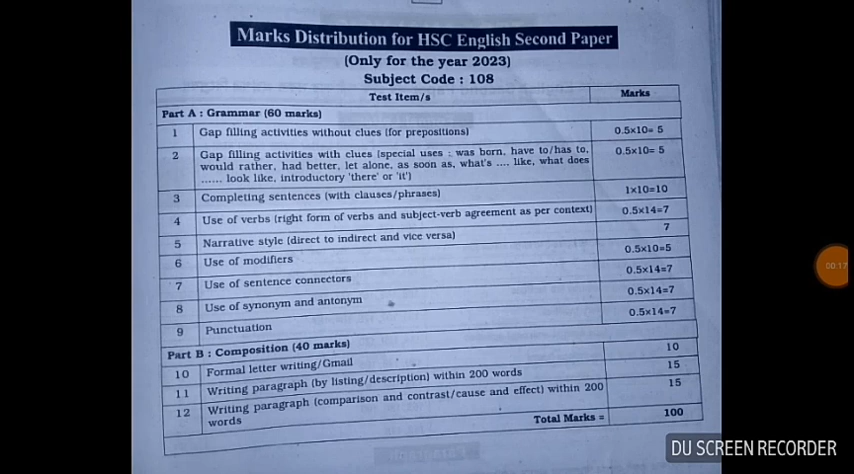 Marks Distribution for HSC English Second Paper
(Only for the year 2023)
Subject Code : 108
Test Item/s Marks
Part A : Grammar (60 marks)
1 Gap filling activities without clues (for prepositions) 0.5×10= 5
2 Gap filling activities with clues [special uses : was born, have to/has to, 0.5×10= 5
would rather, had better, let alone, as soon as, what's .... like, what does
...... look like, introductory 'there' or 'it')
3 Completing sentences (with clauses/phrases) 1×10=10
4 Use of verbs (right form of verbs and subject-verb agreement as per context) 0.5×14=7
5 Narrative style (direct to indirect and vice versa) 7
6 Use of modifiers 0.5×10=5
7 Use of sentence connectors 0.5×14=7
8 Use of synonym and antonym 0.5×14=7
9 Punctuation 0.5×14=7
Part B : Composition (40 marks)
10 Formal letter writing/Gmail 10
11 Writing paragraph (by listing/description) within 200 words 15
12 Writing paragraph (comparison and contrast/cause and effect) within 200 15
words
Total Marks = 100
00:17
DU SCREEN RECORDER